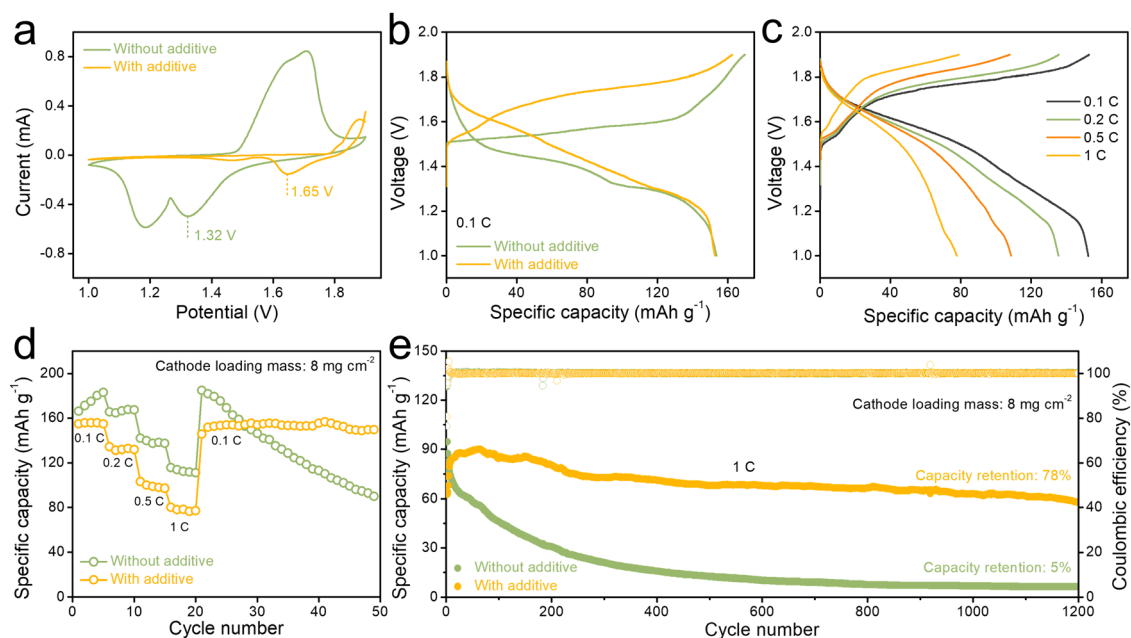 a
Without additive
With additive
0.8
0.4
0.0
-0.4
-0.8
1.65 V
1.32 V
1.0
1.2
1.4
1.6
1.8
Current (mA)
Potential (V)
b
2.0
1.8
1.6
1.4
1.2
1.0
0.1 C
Without additive
With additive
0
40
80
120
160
Voltage (V)
Specific capacity (mAh g⁻¹)
c
2.0
1.8
1.6
1.4
1.2
1.0
0.1 C
0.2 C
0.5 C
1 C
0
40
80
120
160
Voltage (V)
Specific capacity (mAh g⁻¹)
d
Cathode loading mass: 8 mg cm⁻²
200
160
120
80
40
0
0.1 C
0.2 C
0.5 C
1 C
0.1 C
Without additive
With additive
0
10
20
30
40
50
Specific capacity (mAh g⁻¹)
Cycle number
e
150
120
90
60
30
0
100
80
60
40
20
0
Cathode loading mass: 8 mg cm⁻²
1 C
Capacity retention: 78%
Without additive
With additive
Capacity retention: 5%
0
200
400
600
800
1000
1200
Specific capacity (mAh g⁻¹)
Coulombic efficiency (%)
Cycle number